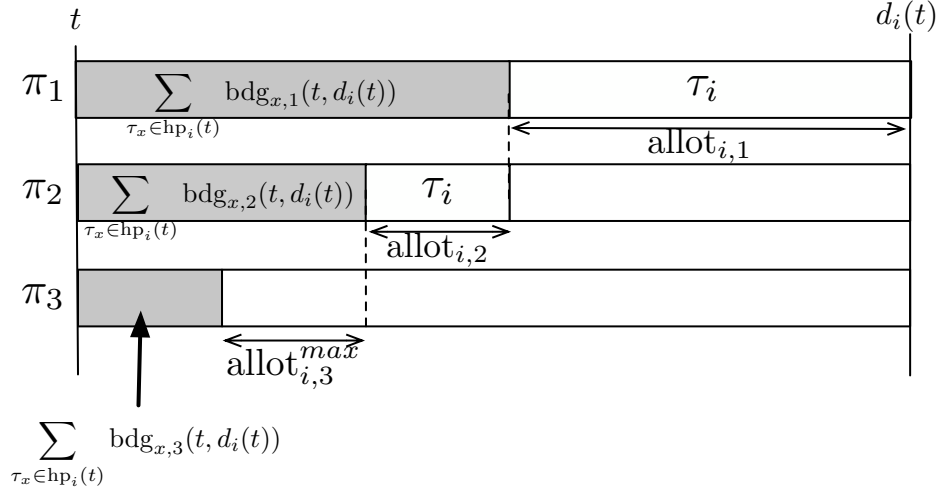 t d_i(t)
π_1 ∑_{τ_x∈hp_i(t)} bdg_{x,1}(t, d_i(t)) τ_i
allot_{i,1}
π_2 ∑_{τ_x∈hp_i(t)} bdg_{x,2}(t, d_i(t)) τ_i
allot_{i,2}
π_3
allot_{i,3}^{max}
∑_{τ_x∈hp_i(t)} bdg_{x,3}(t, d_i(t))